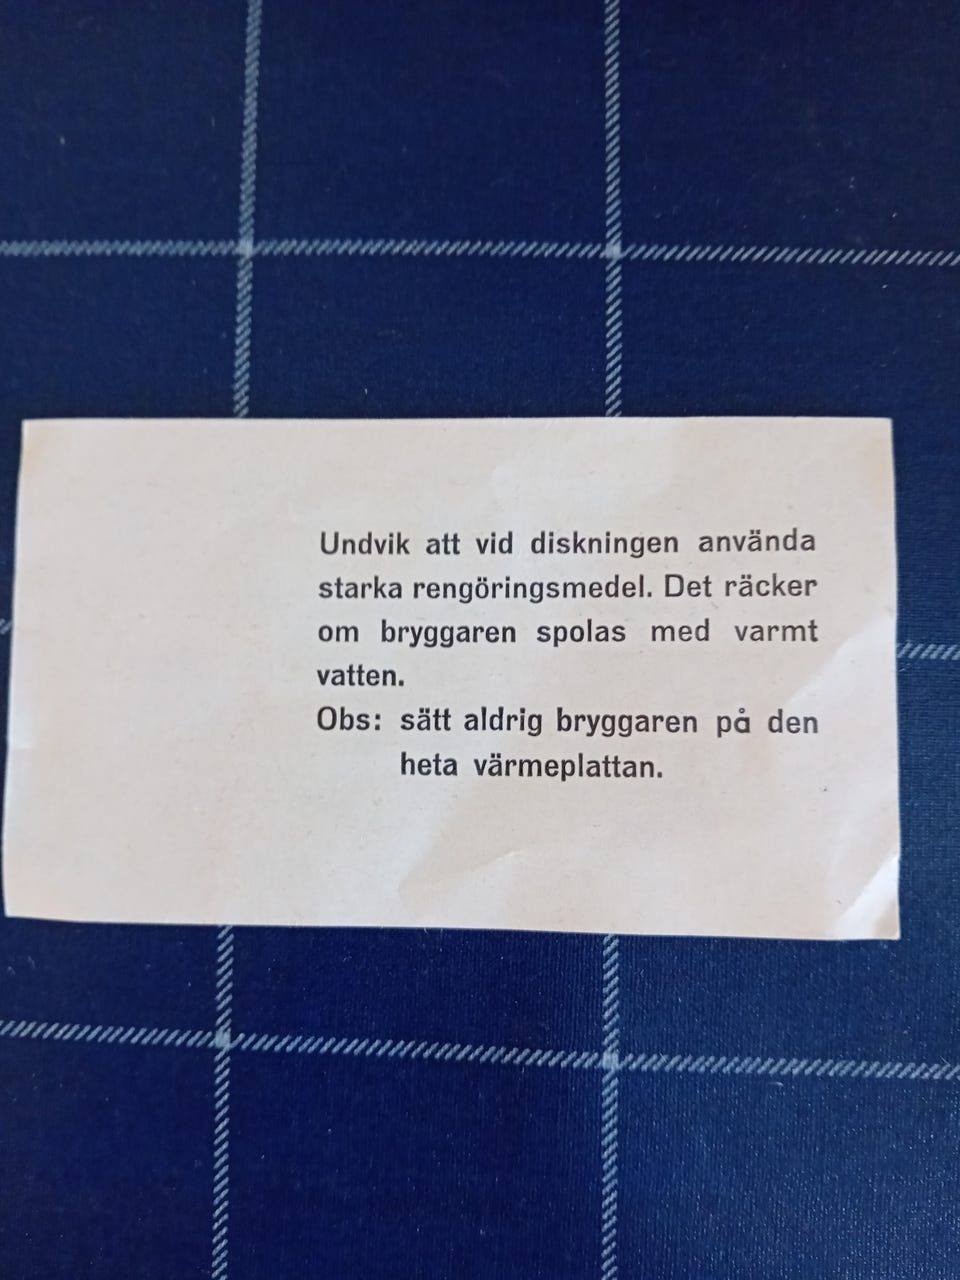 Undvik att vid diskningen använda
starka rengöringsmedel. Det räcker
om bryggaren spolas med varmt
vatten.
Obs: sätt aldrig bryggaren på den
heta värmeplattan.